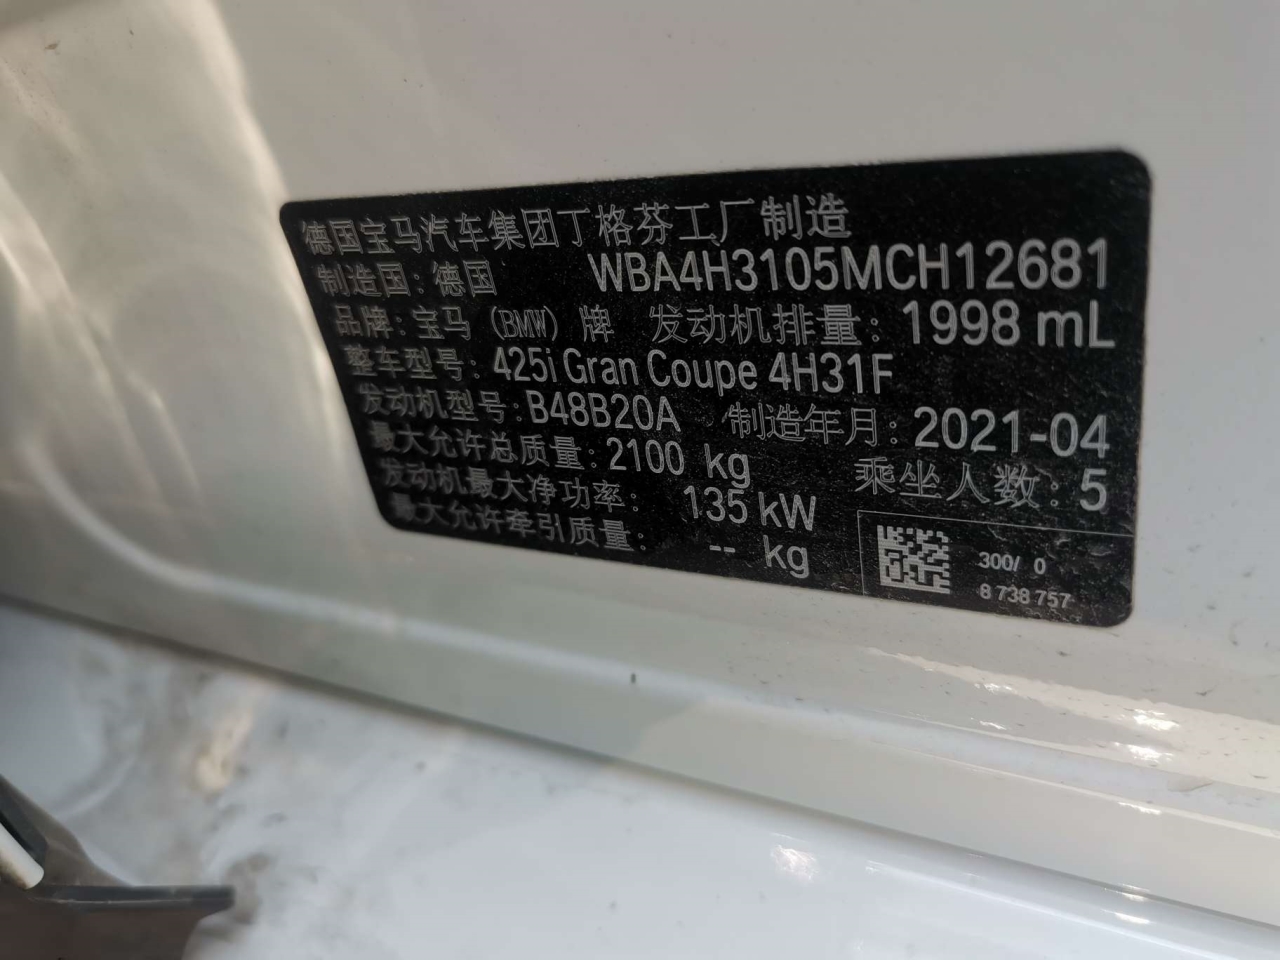 德国宝马汽车集团丁格芬工厂制造
制造国：德国 WBA4H3105MCH12681
品牌：宝马（BMW）牌 发动机排量：1998 mL
整车型号：425i Gran Coupe 4H31F
发动机型号：B48B20A 制造年月：2021-04
最大允许总质量：2100 kg 乘坐人数：5
发动机最大净功率：135 kW
最大允许牵引质量：-- kg
300/ 0
8 738 757